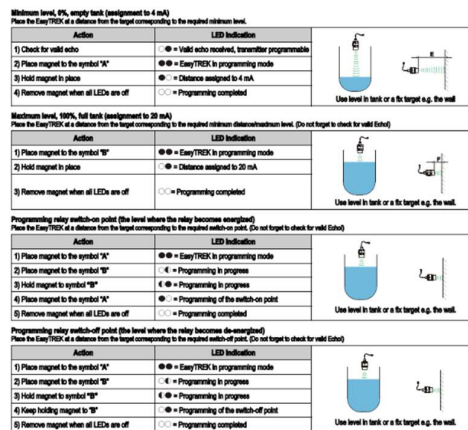 Minimum level, 0%, empty tank (assignment to 4 mA)
Place the EasyTREK at a distance from the target corresponding to the required minimum level.
Action LED Indication
1) Check for valid echo ○● = Valid echo received, transmitter programmable
2) Place magnet to the symbol "A" ●● = EasyTREK in programming mode
3) Hold magnet in place ●○ = Distance assigned to 4 mA
4) Remove magnet when all LEDs are off ○○ = Programming completed
Use level in tank or a fix target e.g. the wall
Maximum level, 100%, full tank (assignment to 20 mA)
Place the EasyTREK at a distance from the target corresponding to the required minimum distance/maximum level. (Do not forget to check for valid Echo!)
Action LED Indication
1) Place magnet to the symbol "B" ●● = EasyTREK in programming mode
2) Hold magnet in place ○● = Distance assigned to 20 mA
3) Remove magnet when all LEDs are off ○○ = Programming completed
Use level in tank or a fix target e.g. the wall.
Programming relay switch-on point (the level where the relay becomes energized)
Place the EasyTREK at a distance from the target corresponding to the required switch-on point. (Do not forget to check for valid Echo!)
Action LED Indication
1) Place magnet to the symbol "A" ●● = EasyTREK in programming mode
2) Place magnet to the symbol "B" ○◐ = Programming in progress
3) Hold magnet to symbol "B" ◐● = Programming in progress
4) Place magnet to the symbol "A" ●○ = Programming of the switch-on point
5) Remove magnet when all LEDs are off ○○ = Programming completed
Use level in tank or a fix target e.g. the wall.
Programming relay switch-off point (the level where the relay becomes de-energized)
Place the EasyTREK at a distance from the target corresponding to the required switch-off point. (Do not forget to check for valid Echo!)
Action LED Indication
1) Place magnet to the symbol "A" ●● = EasyTREK in programming mode
2) Place magnet to the symbol "B" ○◐ = Programming in progress
3) Hold magnet to symbol "B" ◐● = Programming in progress
4) Keep holding magnet to "B" ○● = Programming of the switch-off point
5) Remove magnet when all LEDs are off ○○ = Programming completed
Use level in tank or a fix target e.g. the wall.